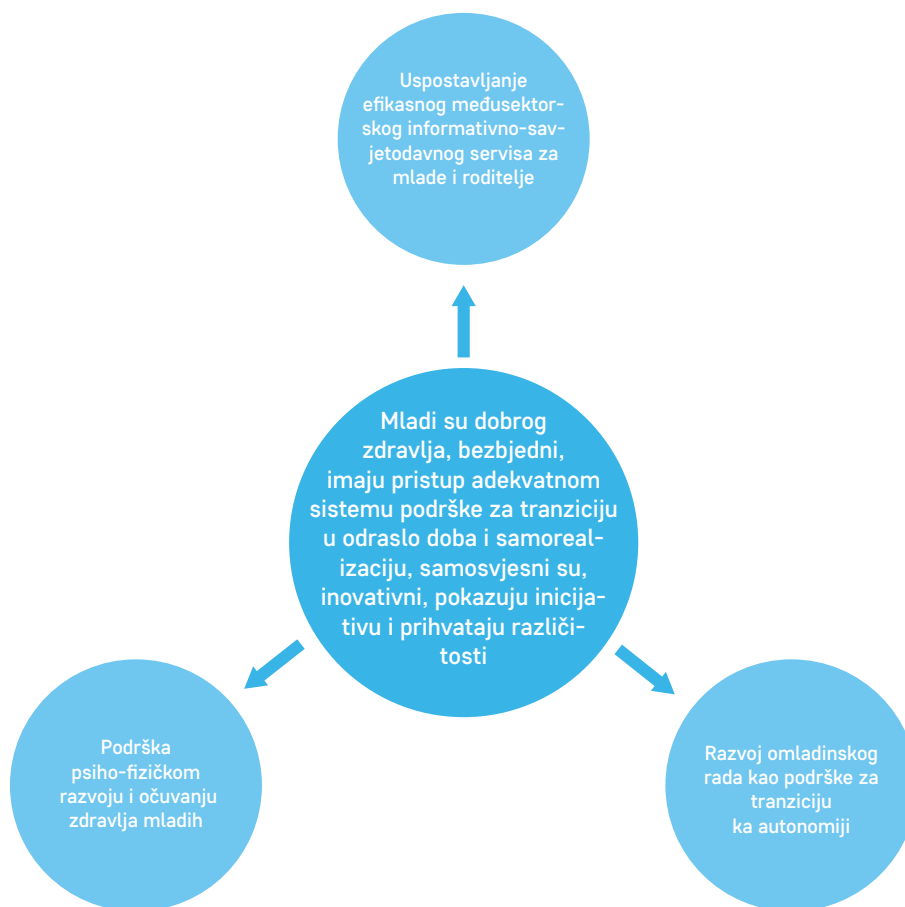 Uspostavljanje
efikasnog međusektor-
skog informativno-sav-
jetodavnog servisa za
mlade i roditelje
Mladi su dobrog
zdravlja, bezbjedni,
imaju pristup adekvatnom
sistemu podrške za tranziciju
u odraslo doba i samoreal-
izaciju, samosvjesni su,
inovativni, pokazuju inicija-
tivu i prihvataju različi-
tosti
Podrška
psiho-fizičkom
razvoju i očuvanju
zdravlja mladih
Razvoj omladinskog
rada kao podrške za
tranziciju
ka autonomiji